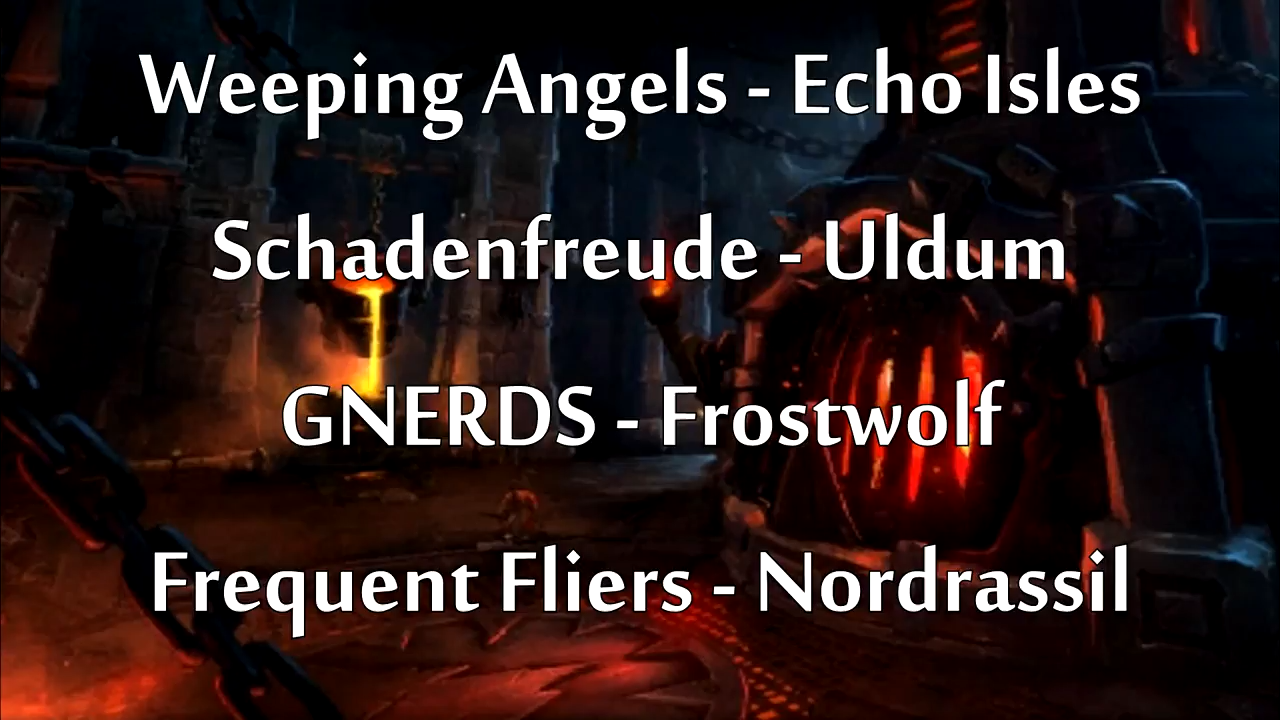 Weeping Angels - Echo Isles
Schadenfreude - Uldum
GNERDS - Frostwolf
Frequent Fliers - Nordrassil